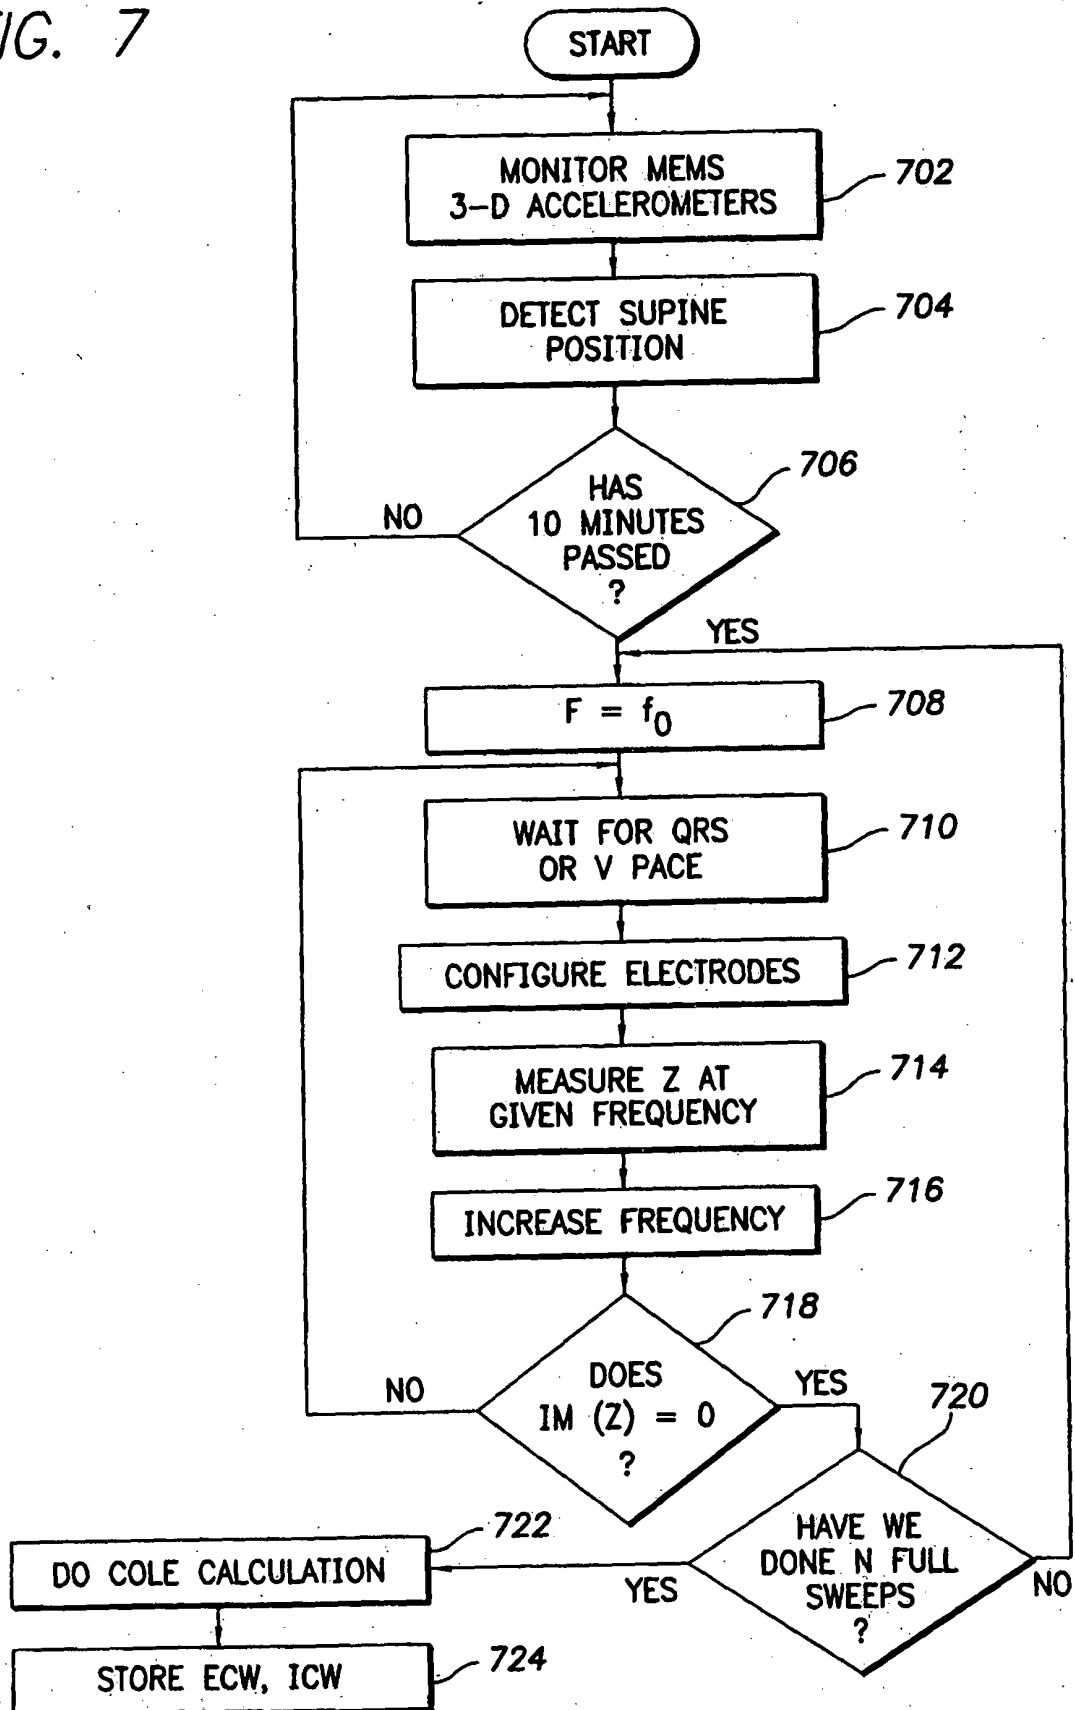 FIG. 7
START
MONITOR MEMS
3-D ACCELEROMETERS
702
DETECT SUPINE
POSITION
704
HAS
10 MINUTES
PASSED
?
706
NO
YES
F = f0
708
WAIT FOR QRS
OR V PACE
710
CONFIGURE ELECTRODES
712
MEASURE Z AT
GIVEN FREQUENCY
714
INCREASE FREQUENCY
716
DOES
IM (Z) = 0
?
718
NO
YES
HAVE WE
DONE N FULL
SWEEPS
?
720
NO
YES
DO COLE CALCULATION
722
STORE ECW, ICW
724